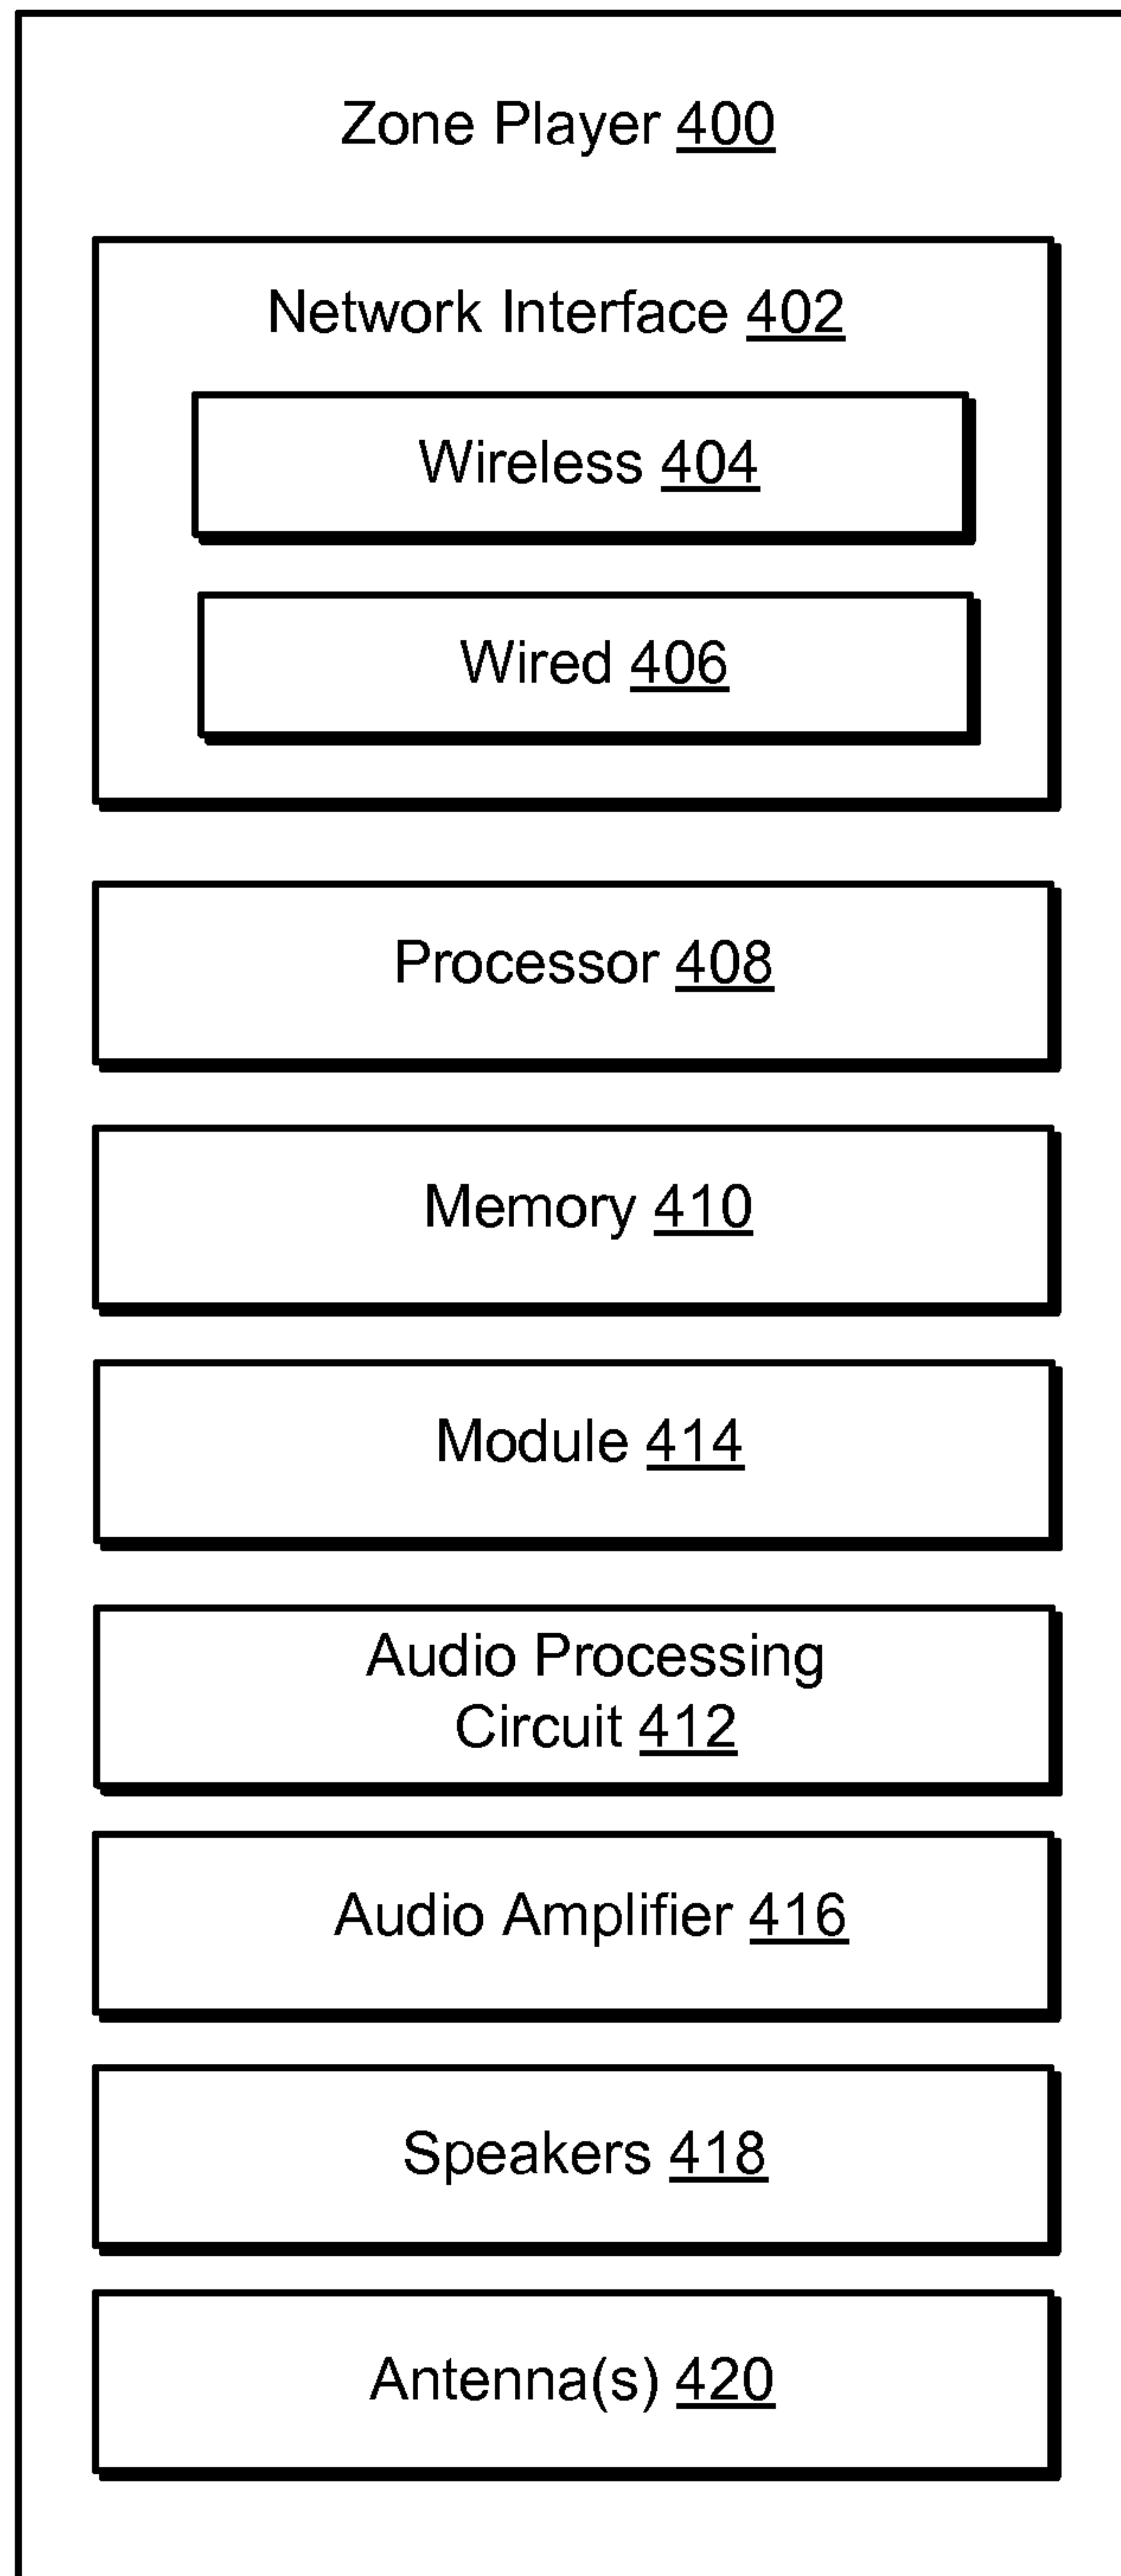 Zone Player 400
Network Interface 402
Wireless 404
Wired 406
Processor 408
Memory 410
Module 414
Audio Processing
Circuit 412
Audio Amplifier 416
Speakers 418
Antenna(s) 420